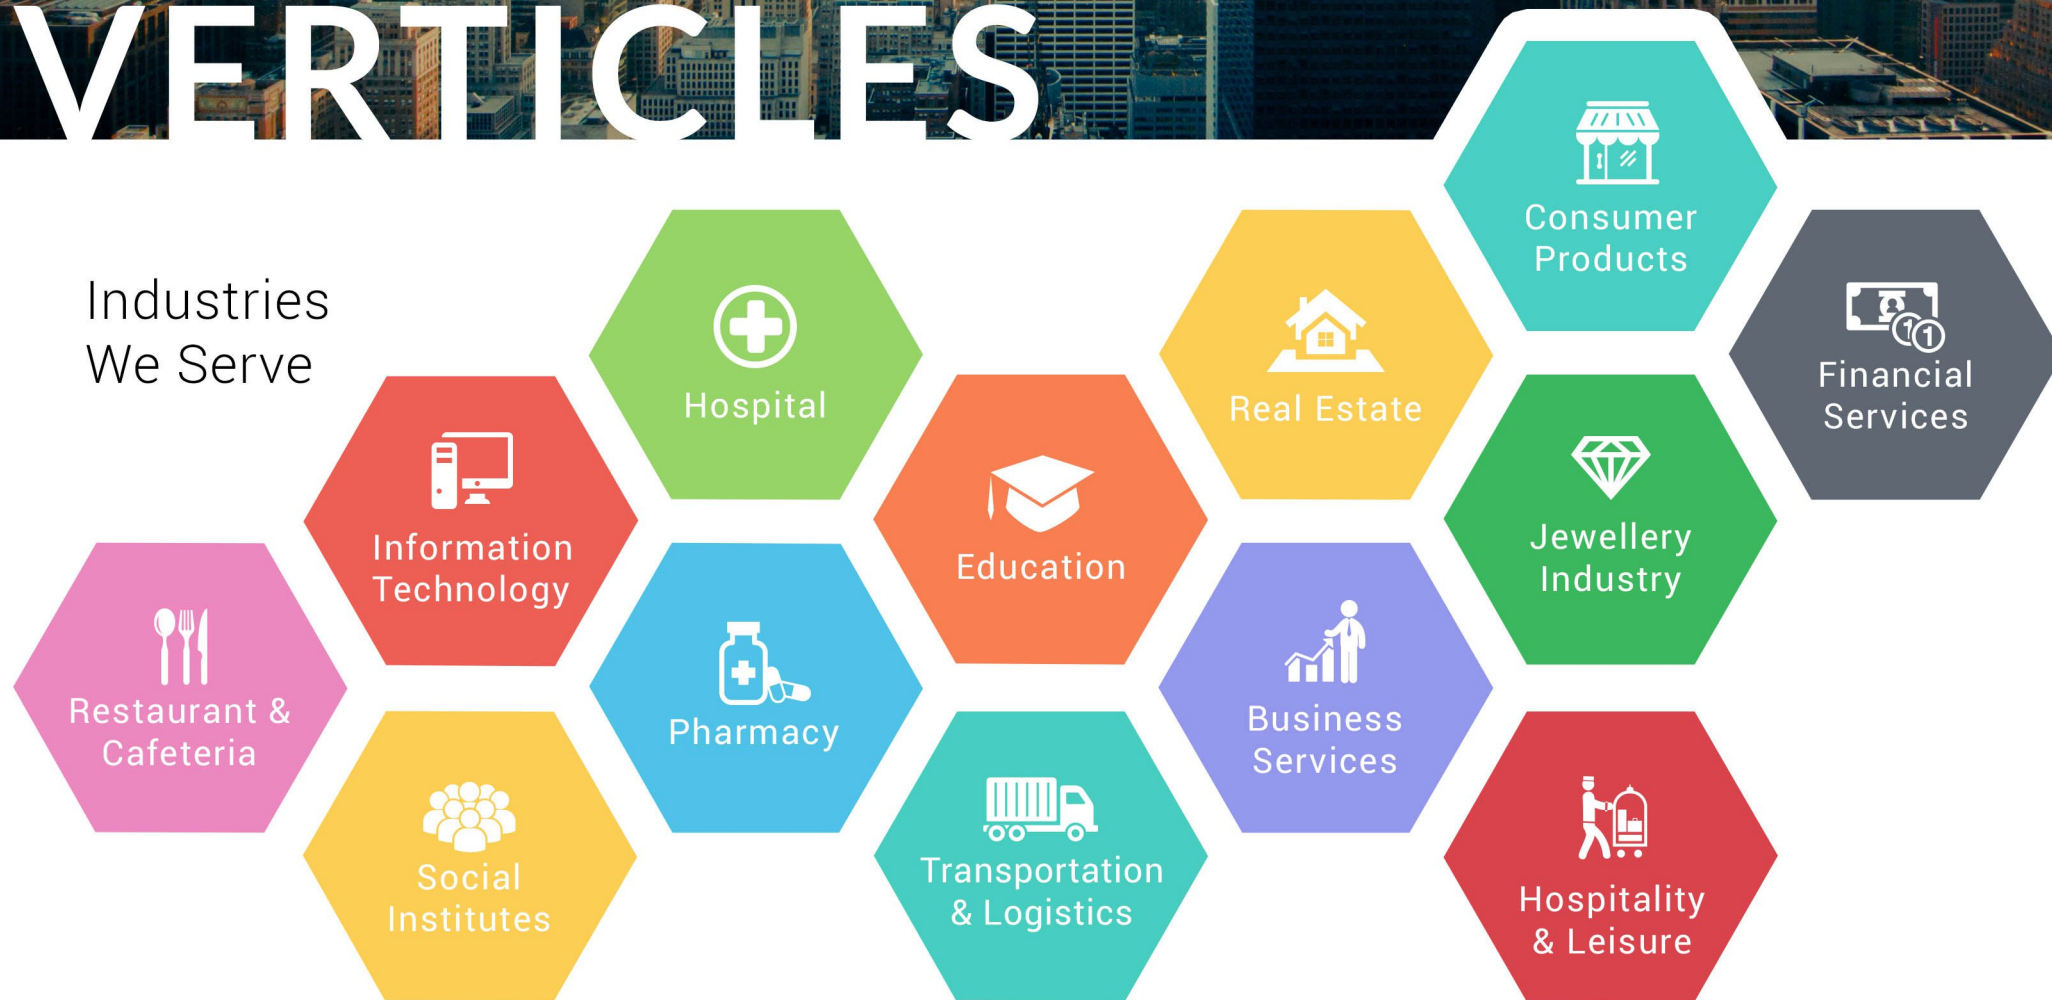 VERTICLES
Industries
We Serve
Consumer
Products
Financial
Services
Hospital
Real Estate
Information
Technology
Education
Jewellery
Industry
Restaurant &
Cafeteria
Pharmacy
Business
Services
Social
Institutes
Transportation
& Logistics
Hospitality
& Leisure